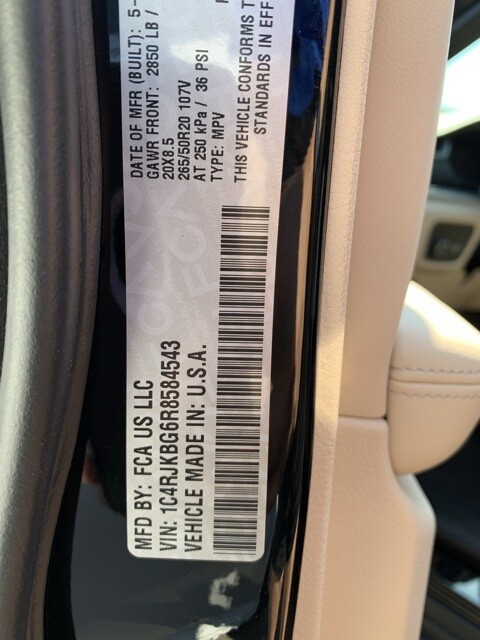 MFD BY: FCA US LLC
DATE OF MFR (BUILT): 5-
VIN: 1C4RJKBG6R8584543
GAWR FRONT: 2850 LB /
VEHICLE MADE IN: U.S.A.
20X8.5
265/50R20 107V
AT 250 kPa / 36 PSI
TYPE: MPV
THIS VEHICLE CONFORMS T
STANDARDS IN EFF